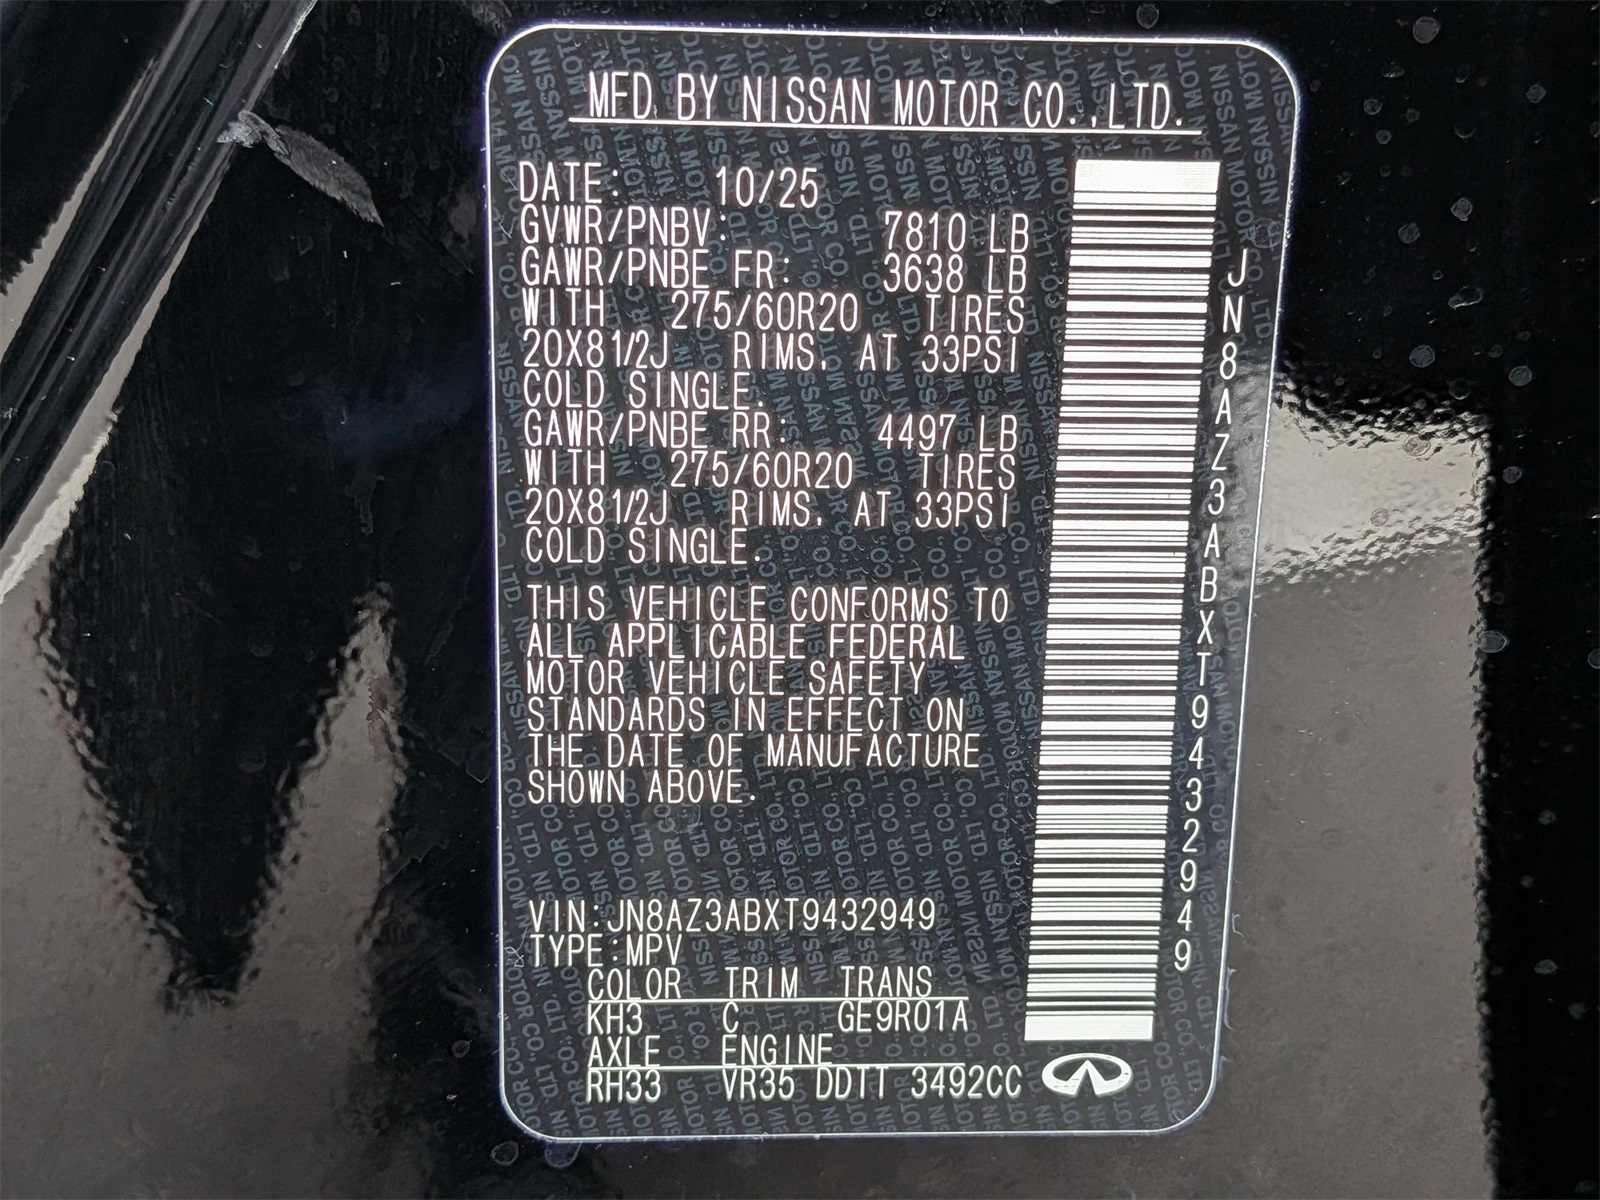 MFD. BY NISSAN MOTOR CO.,LTD.
DATE: 10/25
GVWR/PNBV: 7810 LB
GAWR/PNBE FR: 3638 LB
WITH 275/60R20 TIRES
20X81/2J RIMS, AT 33PSI
COLD SINGLE.
GAWR/PNBE RR: 4497 LB
WITH 275/60R20 TIRES
20X81/2J RIMS, AT 33PSI
COLD SINGLE.
THIS VEHICLE CONFORMS TO
ALL APPLICABLE FEDERAL
MOTOR VEHICLE SAFETY
STANDARDS IN EFFECT ON
THE DATE OF MANUFACTURE
SHOWN ABOVE.
VIN:JN8AZ3ABXT9432949
TYPE:MPV
COLOR TRIM TRANS
KH3 C GE9R01A
AXLE ENGINE
RH33 VR35 DDTT 3492CC
JN8AZ3ABXT9432949